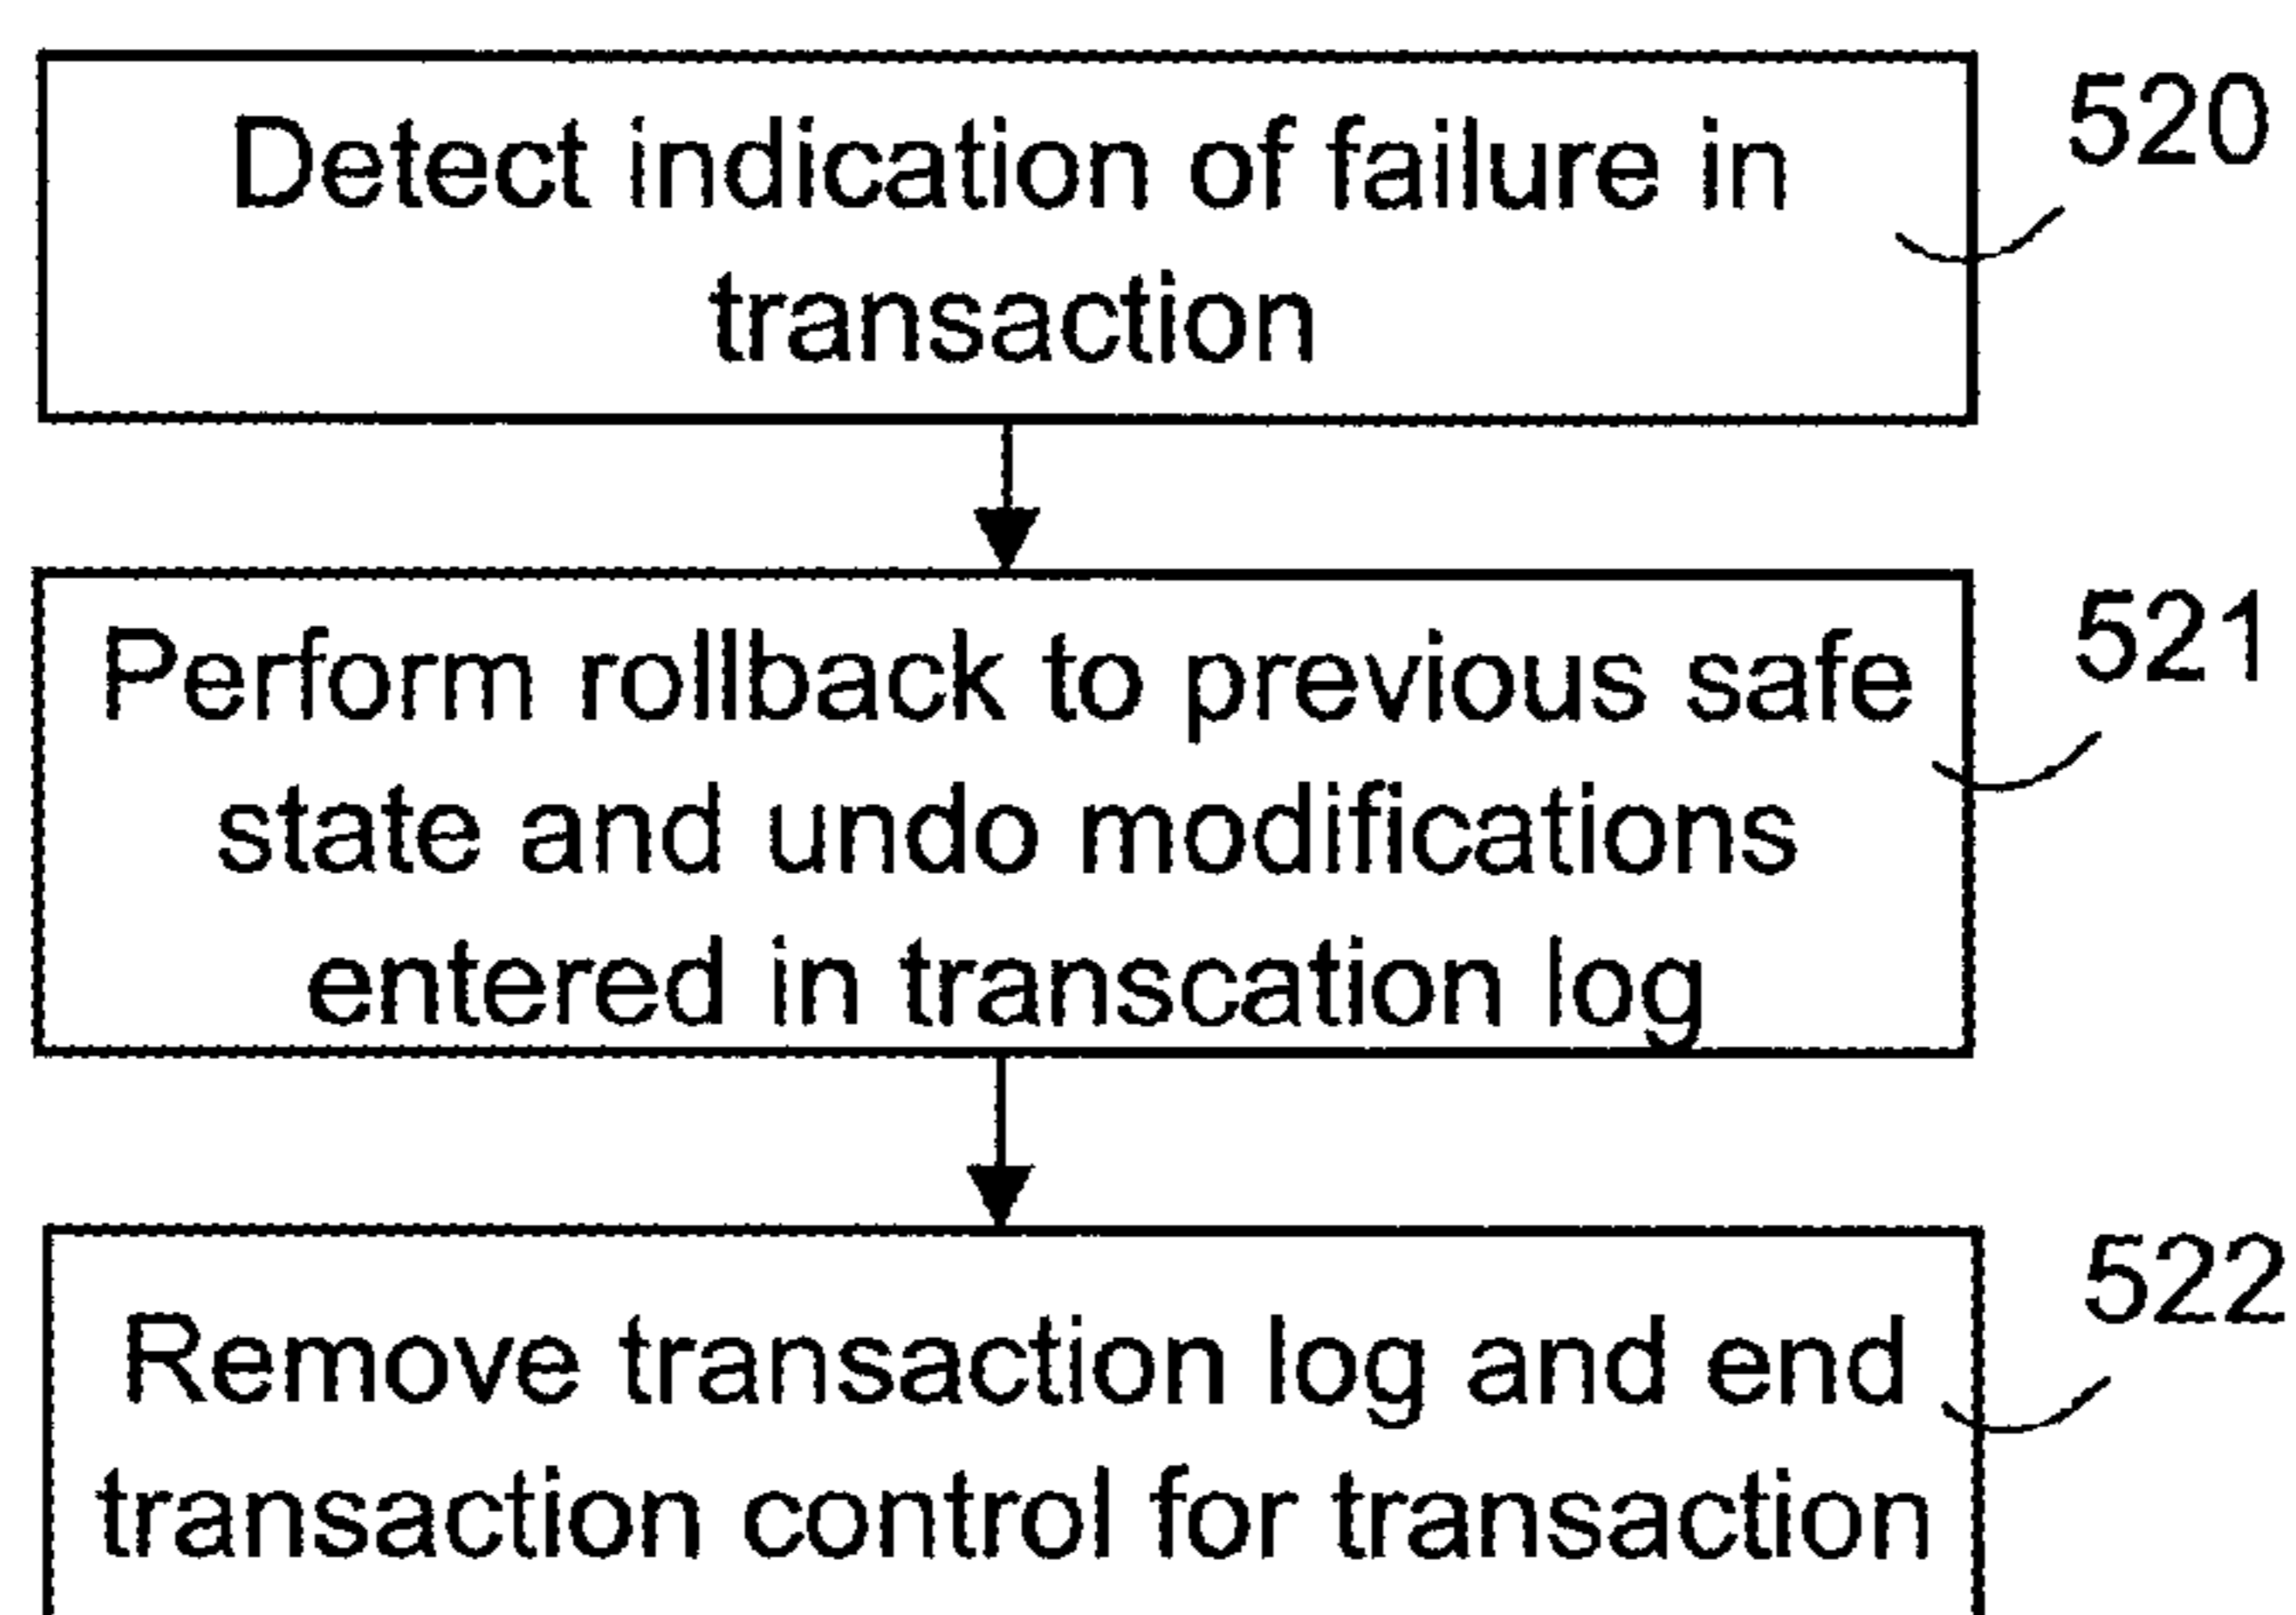 Detect indication of failure in
transaction
520
Perform rollback to previous safe
state and undo modifications
entered in transcation log
521
Remove transaction log and end
transaction control for transaction
522